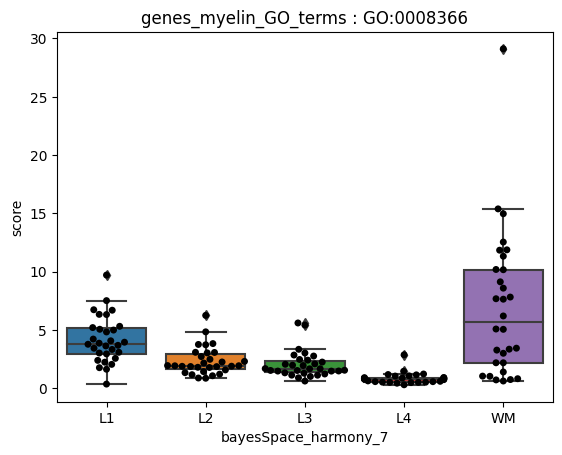 genes_myelin_GO_terms : GO:0008366
30
25
20
15
10
5
0
score
L1 L2 L3 L4 WM
bayesSpace_harmony_7